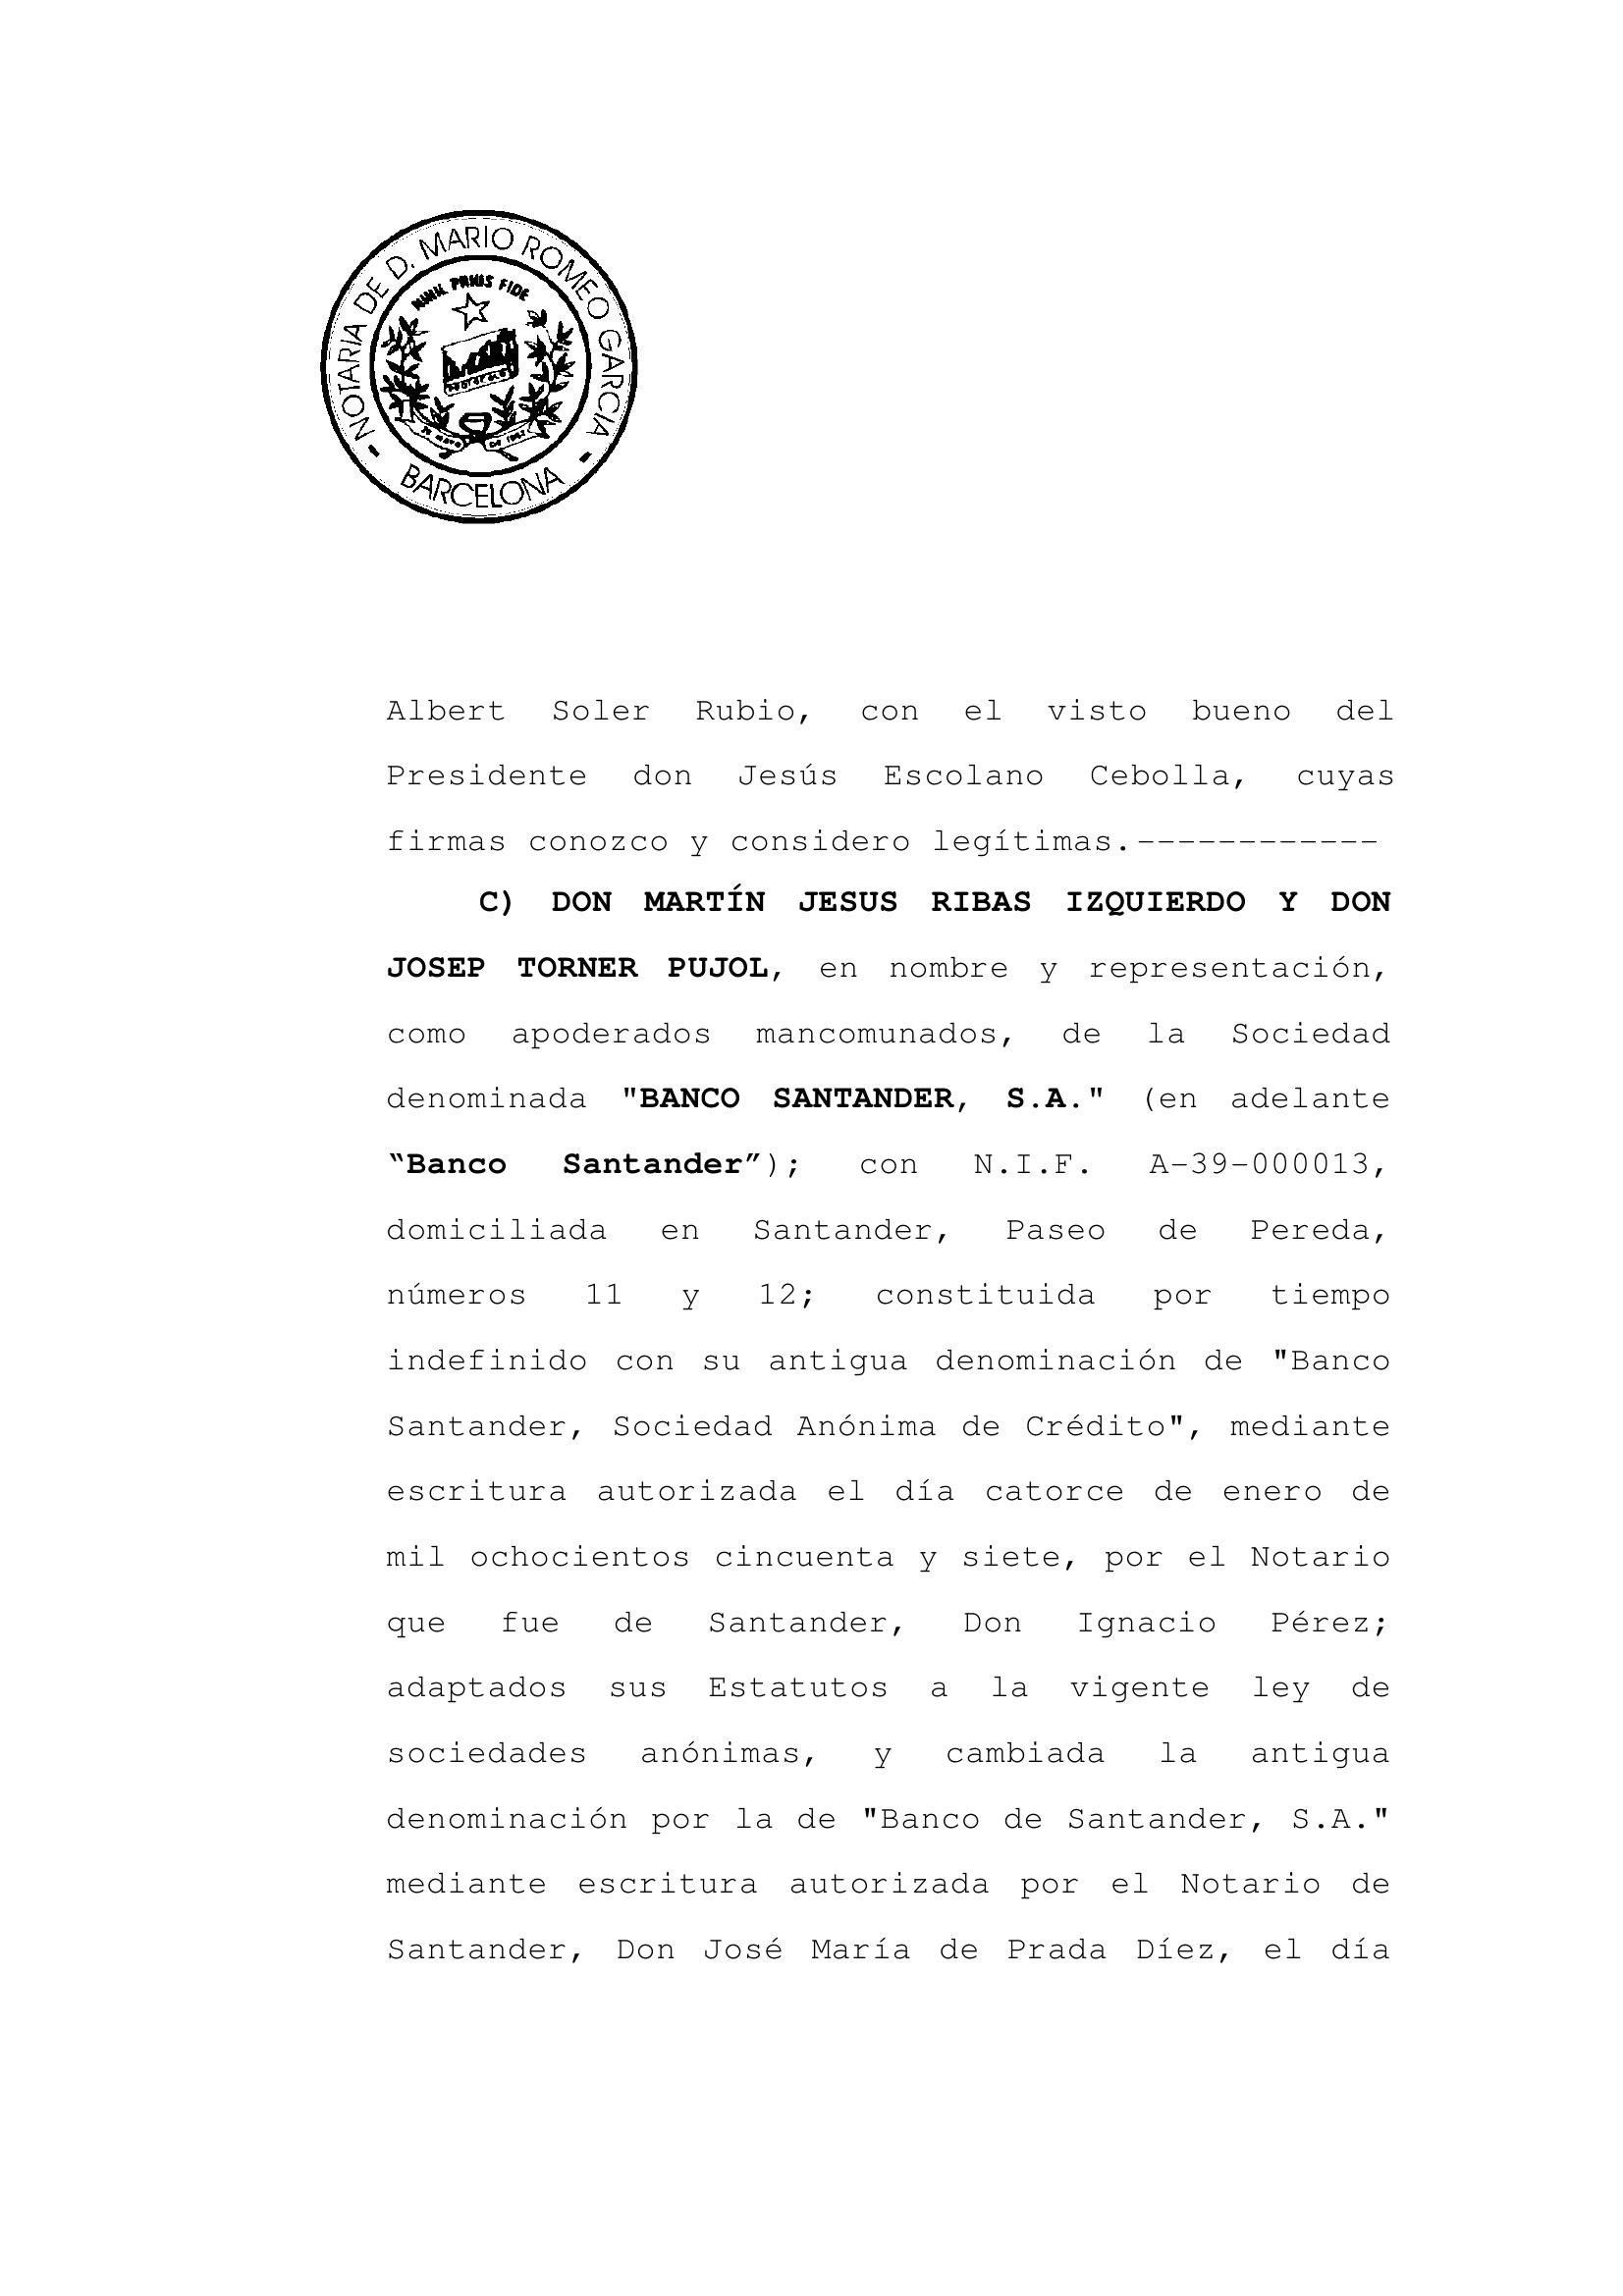 NOTARIA DE D. MARIO ROMEO GARCIA
BARCELONA
Albert Soler Rubio, con el visto bueno del
Presidente don Jesús Escolano Cebolla, cuyas
firmas conozco y considero legítimas.------------
C) DON MARTÍN JESUS RIBAS IZQUIERDO Y DON
JOSEP TORNER PUJOL, en nombre y representación,
como apoderados mancomunados, de la Sociedad
denominada "BANCO SANTANDER, S.A." (en adelante
“Banco Santander”); con N.I.F. A-39-000013,
domiciliada en Santander, Paseo de Pereda,
números 11 y 12; constituida por tiempo
indefinido con su antigua denominación de "Banco
Santander, Sociedad Anónima de Crédito", mediante
escritura autorizada el día catorce de enero de
mil ochocientos cincuenta y siete, por el Notario
que fue de Santander, Don Ignacio Pérez;
adaptados sus Estatutos a la vigente ley de
sociedades anónimas, y cambiada la antigua
denominación por la de "Banco de Santander, S.A."
mediante escritura autorizada por el Notario de
Santander, Don José María de Prada Díez, el día